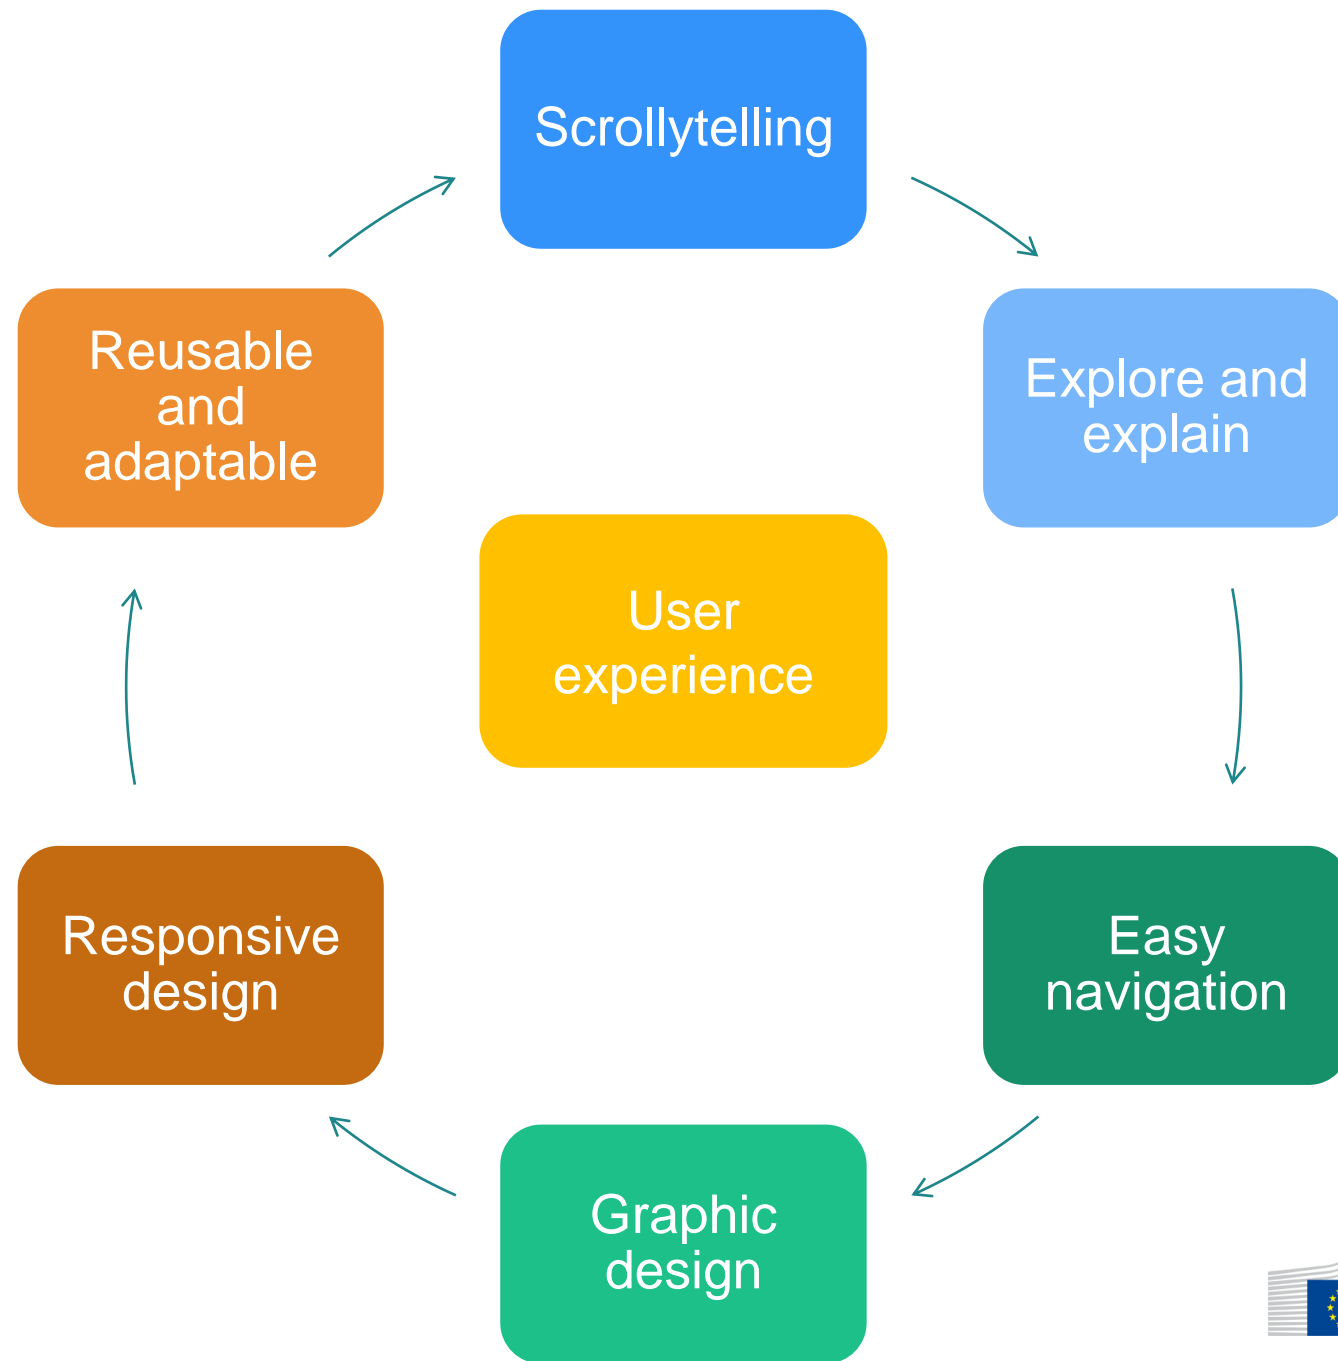 Scrollytelling
Explore and
explain
Easy
navigation
Graphic
design
Responsive
design
Reusable
and
adaptable
User
experience